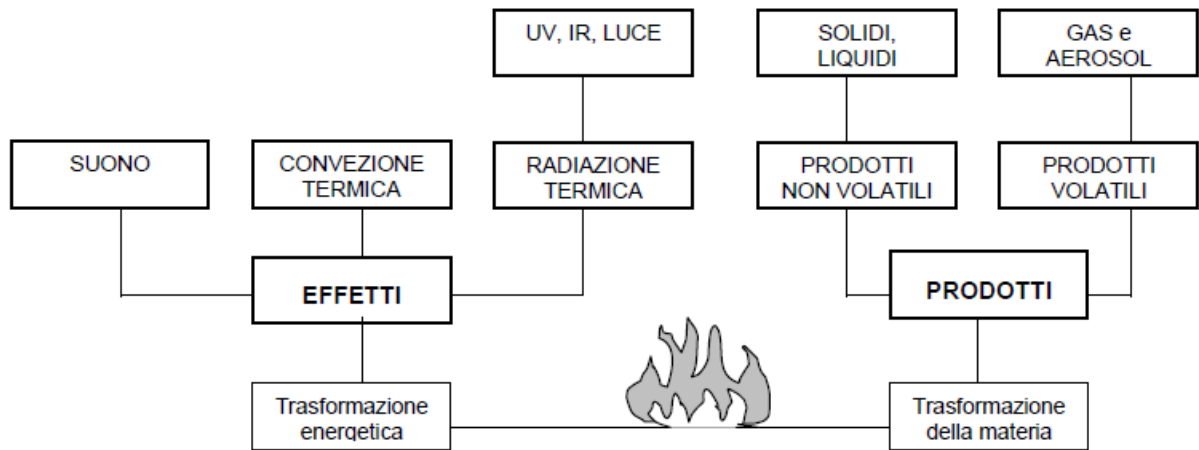 UV, IR, LUCE
SOLIDI,
LIQUIDI
GAS e
AEROSOL
SUONO
CONVEZIONE
TERMICA
RADIAZIONE
TERMICA
PRODOTTI
NON VOLATILI
PRODOTTI
VOLATILI
EFFETTI
PRODOTTI
Trasformazione
energetica
Trasformazione
della materia